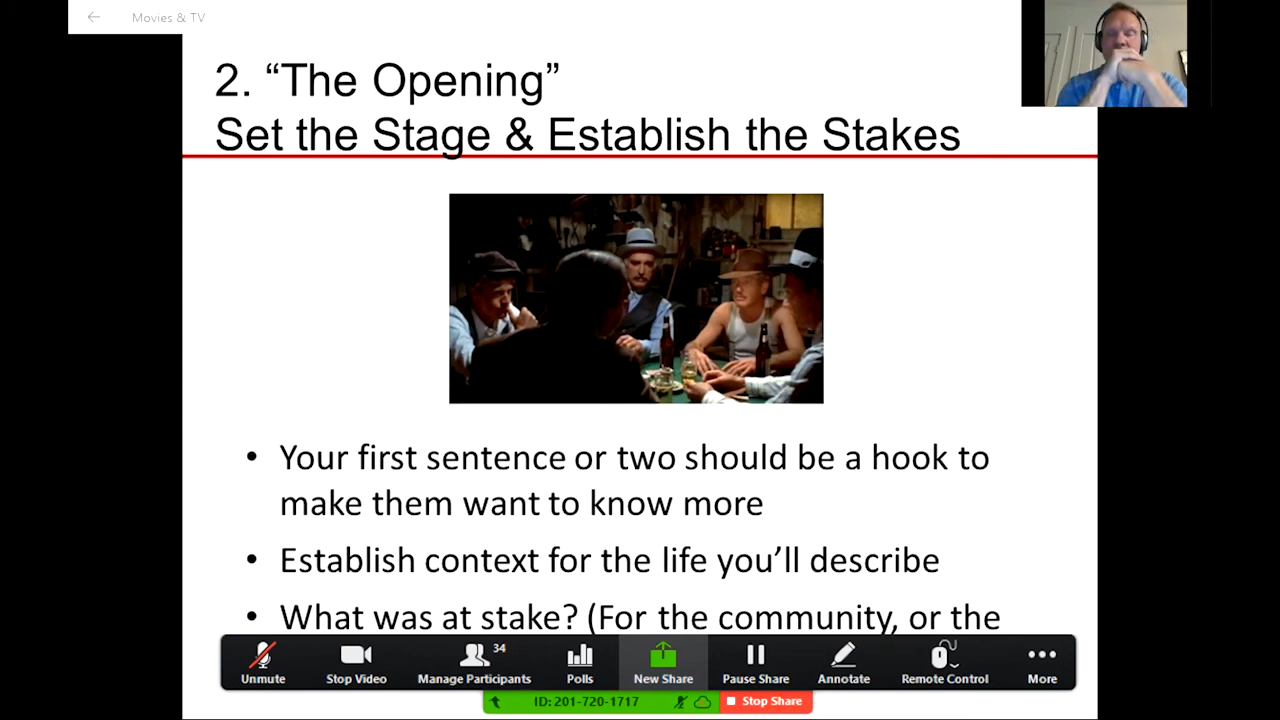 Movies & TV
2. “The Opening”
Set the Stage & Establish the Stakes
• Your first sentence or two should be a hook to
make them want to know more
• Establish context for the life you’ll describe
• What was at stake? (For the community, or the
34
Unmute
Stop Video
Manage Participants
Polls
New Share
Pause Share
Annotate
Remote Control
More
ID: 201-720-1717
Stop Share